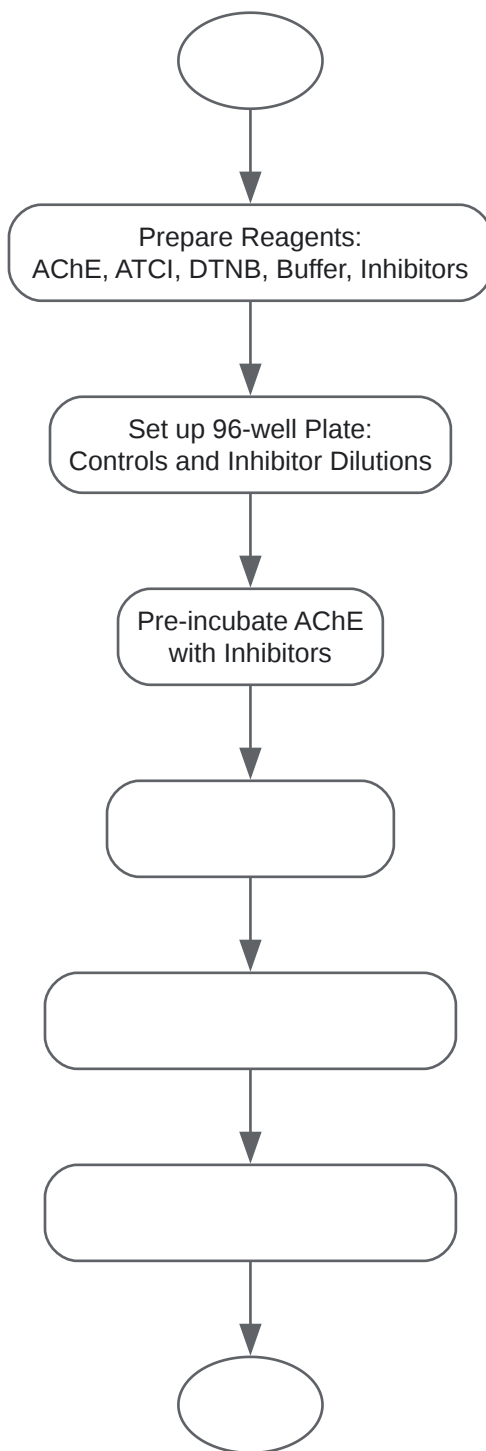 Prepare Reagents:
AChE, ATCI, DTNB, Buffer, Inhibitors
Set up 96-well Plate:
Controls and Inhibitor Dilutions
Pre-incubate AChE
with Inhibitors